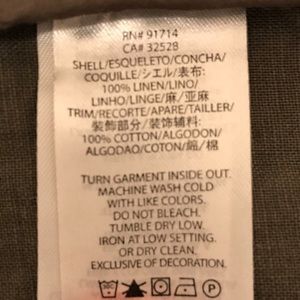 RN# 91714
CA# 32528
SHELL/ESQUELETO/CONCHA/
COQUILLE/シエル/表布:
100% LINEN/LINO/
LINHO/LINGE/麻/亚麻
TRIM/RECORTE/APARE/TAILLER/
装飾部分/装饰辅料:
100% COTTON/ALGODON/
ALGODAO/COTON/綿/棉
TURN GARMENT INSIDE OUT.
MACHINE WASH COLD
WITH LIKE COLORS.
DO NOT BLEACH.
TUMBLE DRY LOW.
IRON AT LOW SETTING.
OR DRY CLEAN.
EXCLUSIVE OF DECORATION.